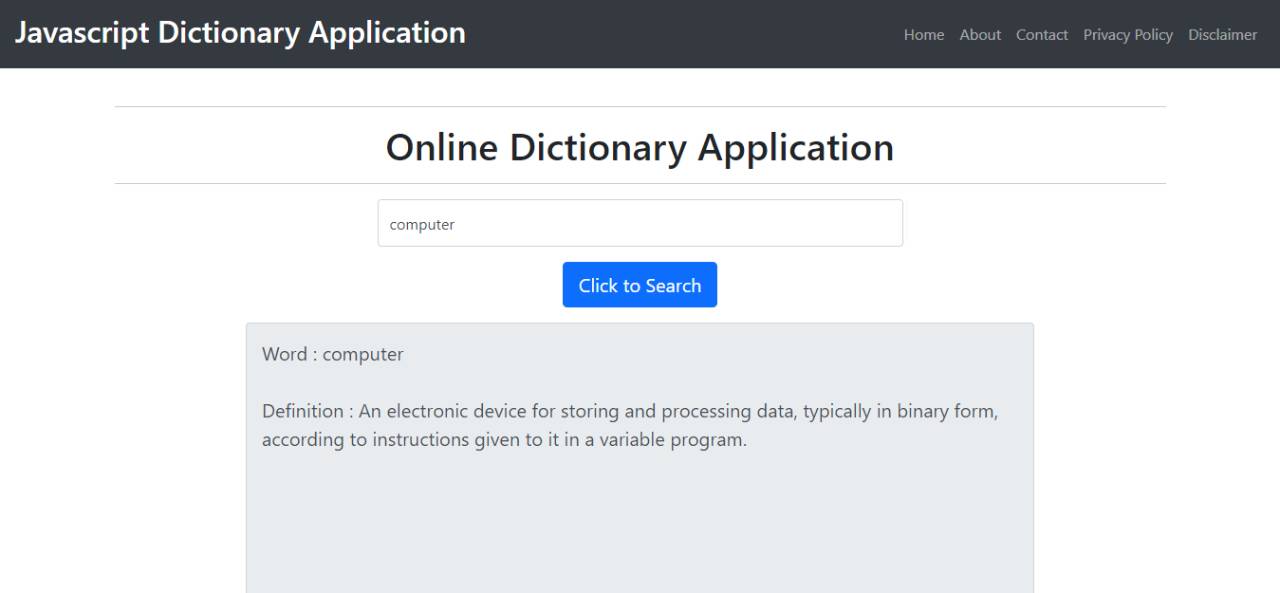 Javascript Dictionary Application
Home About Contact Privacy Policy Disclaimer
Online Dictionary Application
computer
Click to Search
Word : computer
Definition : An electronic device for storing and processing data, typically in binary form,
according to instructions given to it in a variable program.